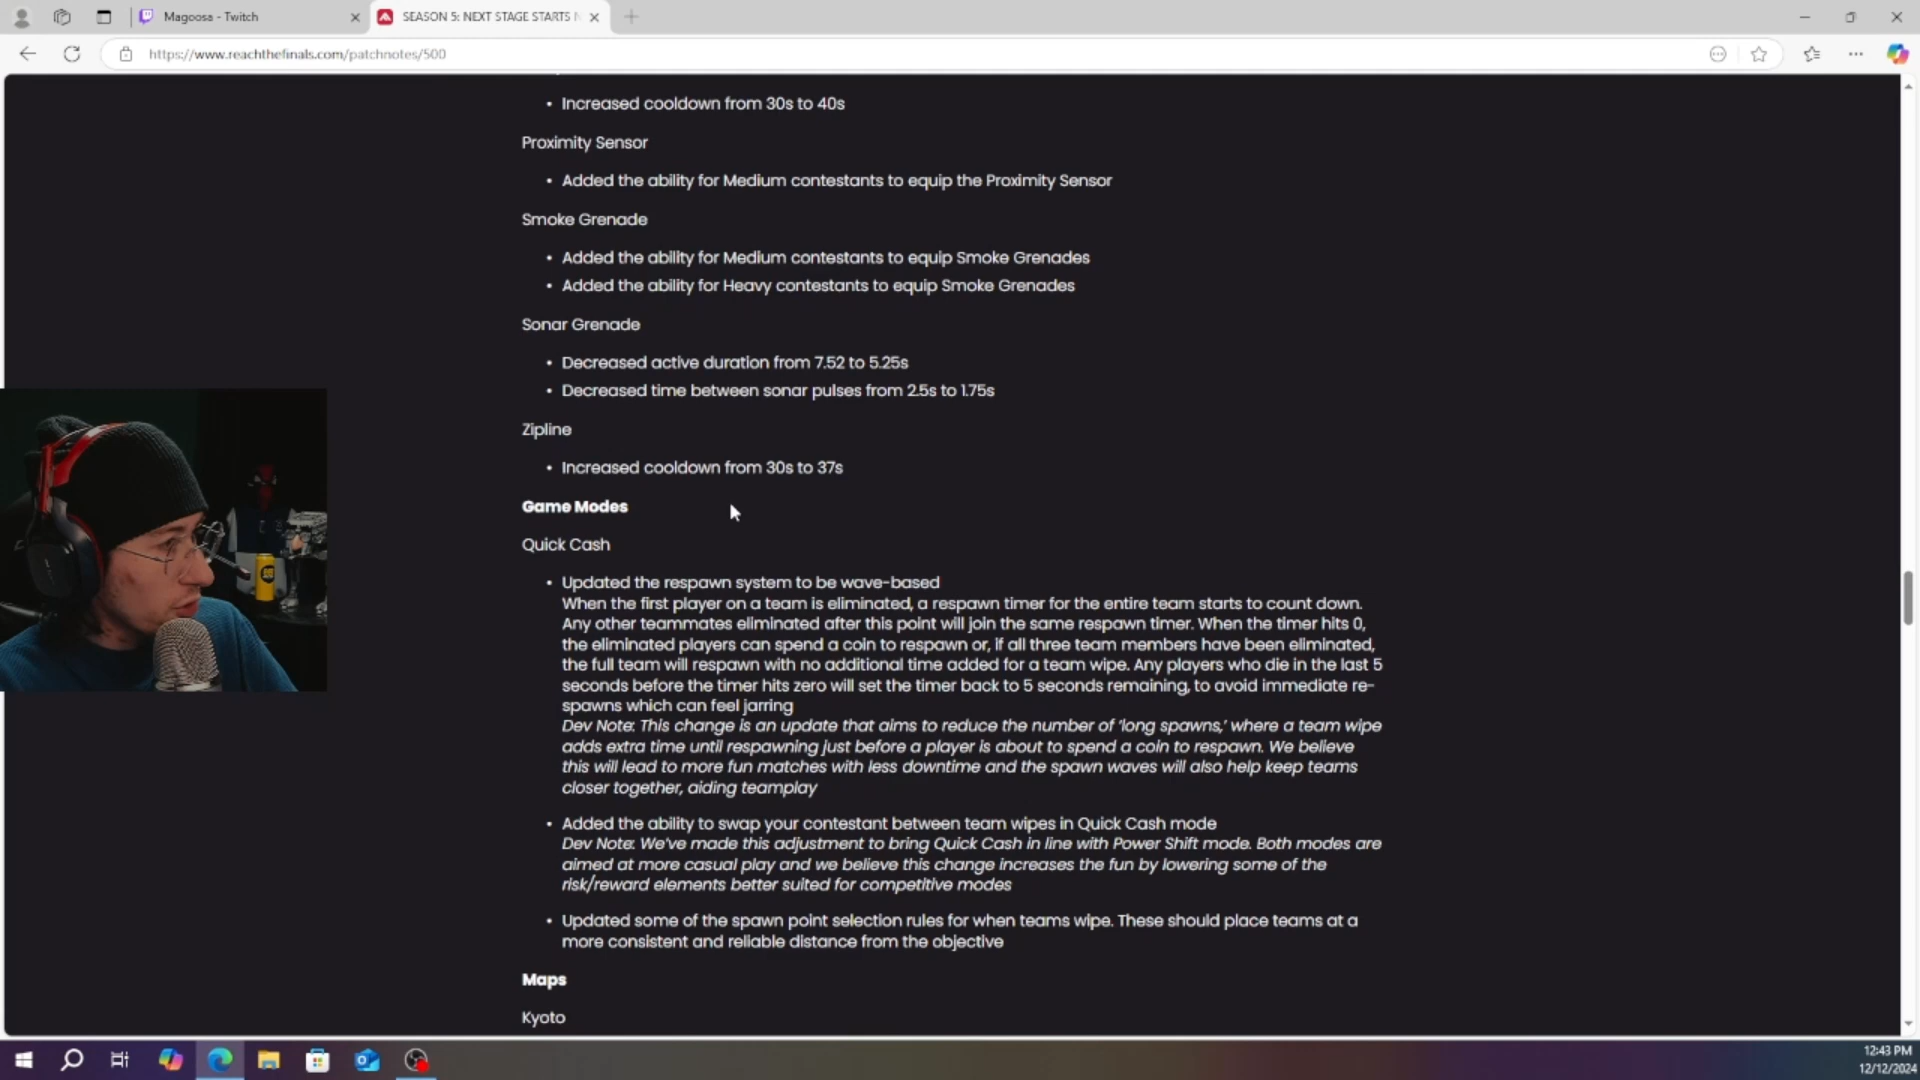 Magoosa - Twitch
SEASON 5: NEXT STAGE STARTS
https://www.reachthefinals.com/patchnotes/500
• Increased cooldown from 30s to 40s
Proximity Sensor
• Added the ability for Medium contestants to equip the Proximity Sensor
Smoke Grenade
• Added the ability for Medium contestants to equip Smoke Grenades
• Added the ability for Heavy contestants to equip Smoke Grenades
Sonar Grenade
• Decreased active duration from 7.52 to 5.25s
• Decreased time between sonar pulses from 2.5s to 1.75s
Zipline
• Increased cooldown from 30s to 37s
Game Modes
Quick Cash
• Updated the respawn system to be wave-based
When the first player on a team is eliminated, a respawn timer for the entire team starts to count down.
Any other teammates eliminated after this point will join the same respawn timer. When the timer hits 0,
the eliminated players can spend a coin to respawn or, if all three team members have been eliminated,
the full team will respawn with no additional time added for a team wipe. Any players who die in the last 5
seconds before the timer hits zero will set the timer back to 5 seconds remaining, to avoid immediate re-
spawns which can feel jarring
Dev Note: This change is an update that aims to reduce the number of 'long spawns,' where a team wipe
adds extra time until respawning just before a player is about to spend a coin to respawn. We believe
this will lead to more fun matches with less downtime and the spawn waves will also help keep teams
closer together, aiding teamplay
• Added the ability to swap your contestant between team wipes in Quick Cash mode
Dev Note: We've made this adjustment to bring Quick Cash in line with Power Shift mode. Both modes are
aimed at more casual play and we believe this change increases the fun by lowering some of the
risk/reward elements better suited for competitive modes
• Updated some of the spawn point selection rules for when teams wipe. These should place teams at a
more consistent and reliable distance from the objective
Maps
Kyoto
12:43 PM
12/12/2024